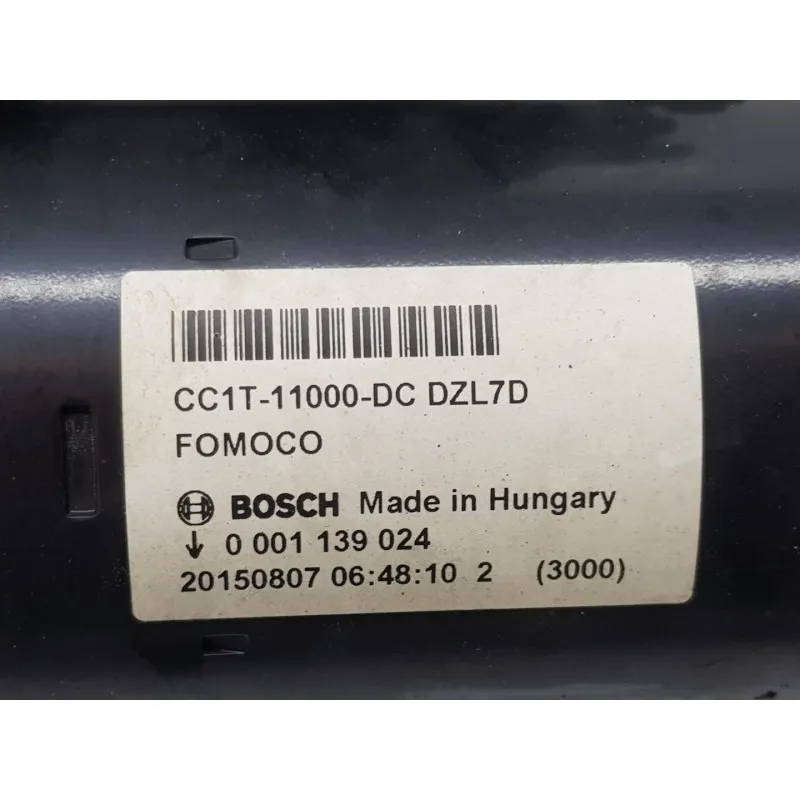 CC1T-11000-DC DZL7D
FOMOCO
BOSCH Made in Hungary
↓ 0 001 139 024
20150807 06:48:10 2 (3000)